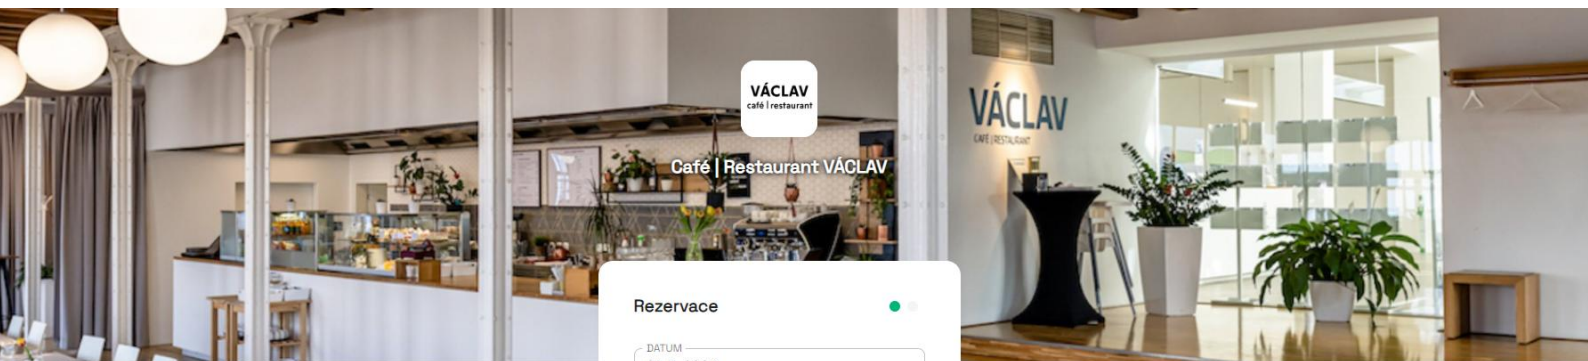 VÁCLAV
café | restaurant
Café | Restaurant VÁCLAV
VÁCLAV
CAFÉ | RESTAURANT
Rezervace
DATUM